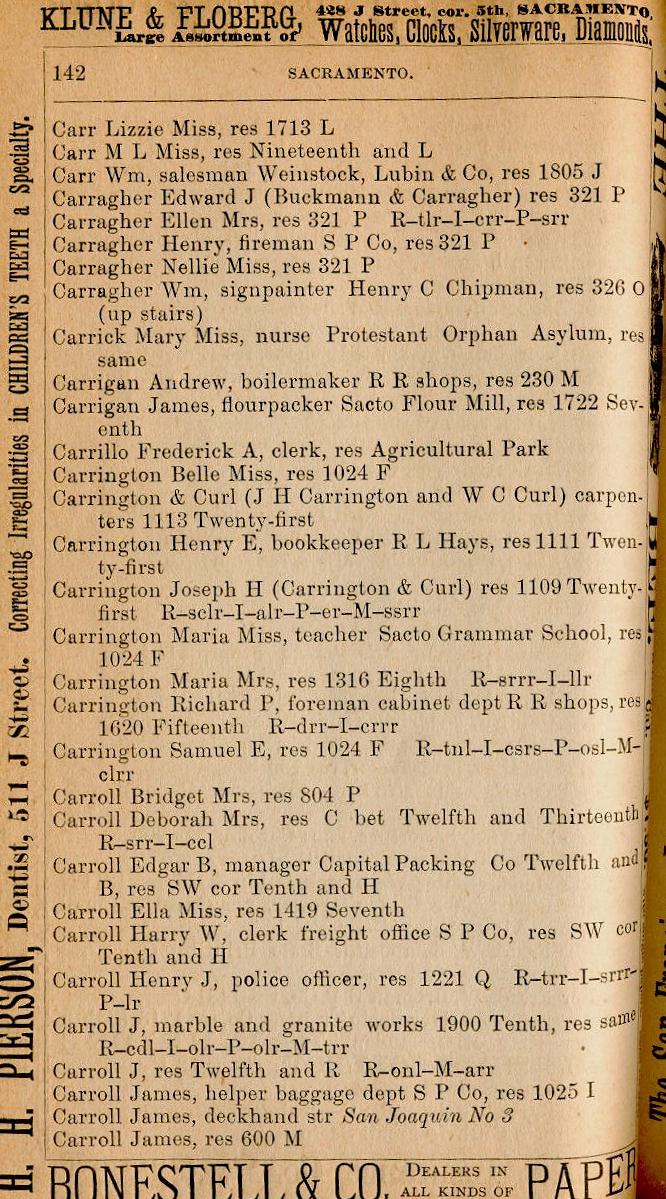 KLUNE & FLOBERG, 428 J Street, cor. 5th, SACRAMENTO,
Large Assortment of Watches, Clocks, Silverware, Diamonds.
142 SACRAMENTO.
Carr Lizzie Miss, res 1713 L
Carr M L Miss, res Nineteenth and L
Carr Wm, salesman Weinstock, Lubin & Co, res 1805 J
Carragher Edward J (Buckmann & Carragher) res 321 P
Carragher Ellen Mrs, res 321 P R-tlr-I-crr-P-srr
Carragher Henry, fireman S P Co, res 321 P
Carragher Nellie Miss, res 321 P
Carragher Wm, signpainter Henry C Chipman, res 326 O
(up stairs)
Carrick Mary Miss, nurse Protestant Orphan Asylum, res
same
Carrigan Andrew, boilermaker R R shops, res 230 M
Carrigan James, flourpacker Sacto Flour Mill, res 1722 Sev-
enth
Carrillo Frederick A, clerk, res Agricultural Park
Carrington Belle Miss, res 1024 F
Carrington & Curl (J H Carrington and W C Curl) carpen-
ters 1113 Twenty-first
Carrington Henry E, bookkeeper R L Hays, res 1111 Twen-
ty-first
Carrington Joseph H (Carrington & Curl) res 1109 Twenty-
first R-sclr-I-alr-P-er-M-ssrr
Carrington Maria Miss, teacher Sacto Grammar School, res
1024 F
Carrington Maria Mrs, res 1316 Eighth R-srrr-I-llr
Carrington Richard P, foreman cabinet dept R R shops, res
1620 Fifteenth R-drr-I-crrr
Carrington Samuel E, res 1024 F R-tnl-I-csrs-P-osl-M-
clrr
Carroll Bridget Mrs, res 804 P
Carroll Deborah Mrs, res C bet Twelfth and Thirteenth
R-srr-I-ccl
Carroll Edgar B, manager Capital Packing Co Twelfth and
B, res SW cor Tenth and H
Carroll Ella Miss, res 1419 Seventh
Carroll Harry W, clerk freight office S P Co, res SW cor
Tenth and H
Carroll Henry J, police officer, res 1221 Q R-trr-I-srrr-
P-lr
Carroll J, marble and granite works 1900 Tenth, res same
R-cdl-I-olr-P-olr-M-trr
Carroll J, res Twelfth and R R-onl-M-arr
Carroll James, helper baggage dept S P Co, res 1025 I
Carroll James, deckhand str San Joaquin No 3
Carroll James, res 600 M
BONESTELL & CO. DEALERS IN ALL KINDS OF PAPER
H. H. PIERSON, Dentist, 511 J Street. Correcting Irregularities in CHILDREN'S TEETH a Specialty.